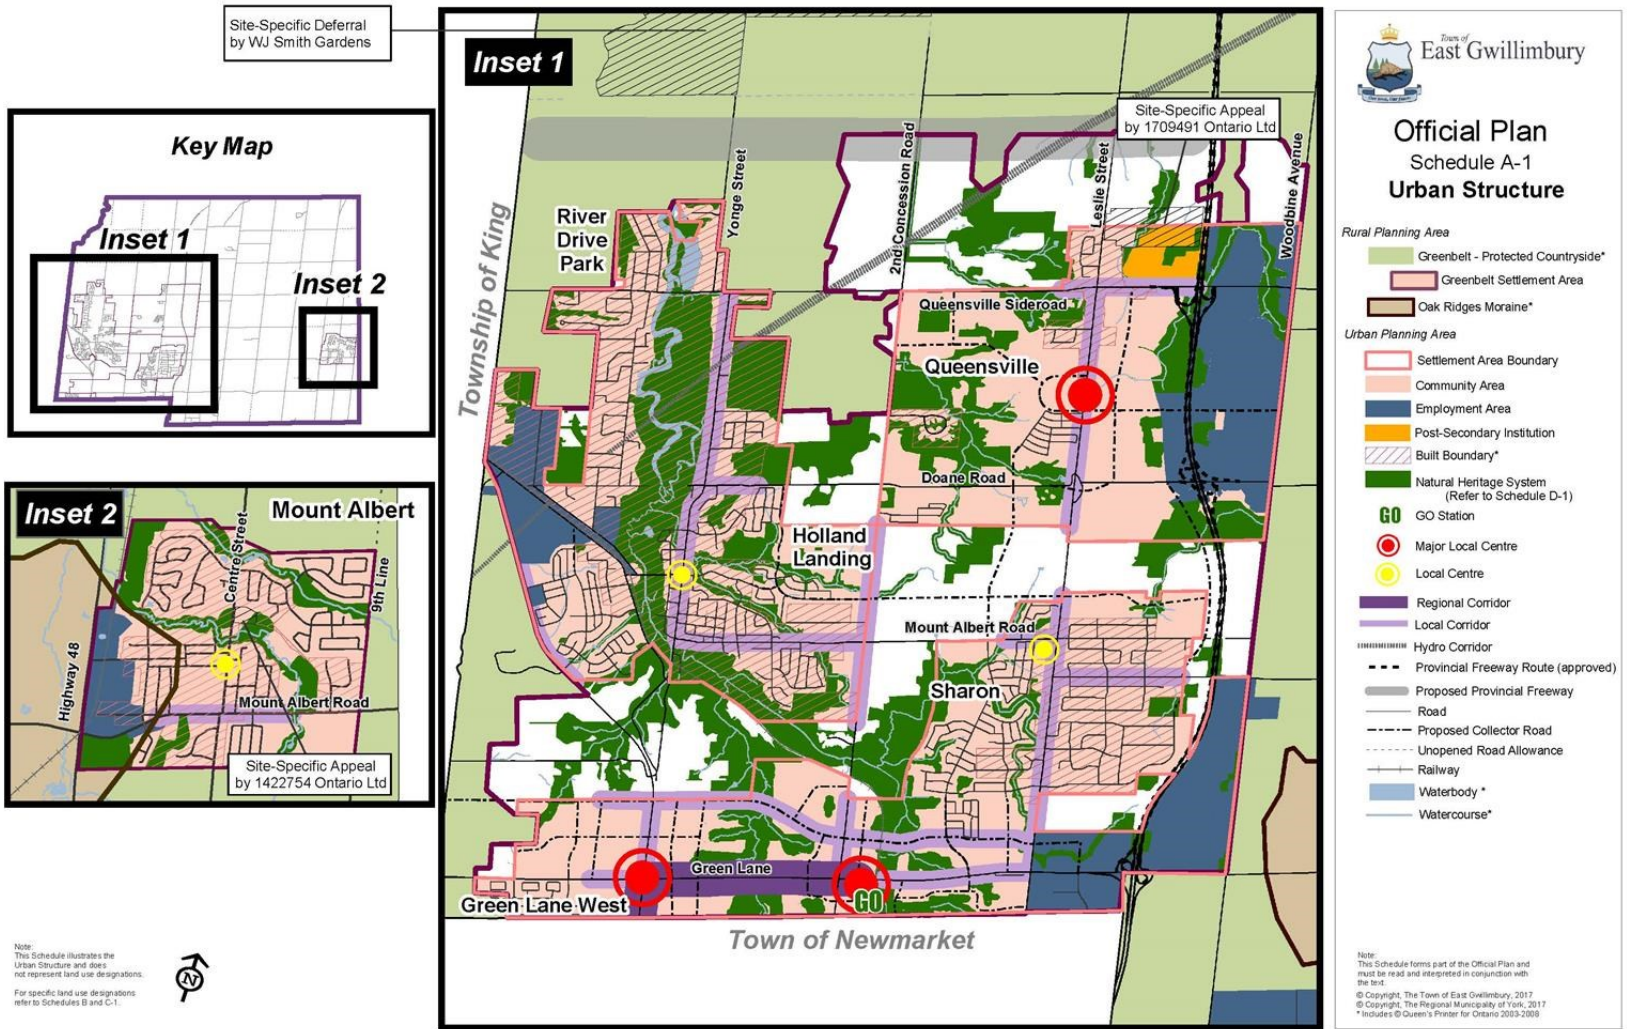 Site-Specific Deferral
by WJ Smith Gardens
Key Map
Inset 1
Inset 2
Inset 2
Mount Albert
Centre Street
9th Line
Highway 48
Mount Albert Road
Site-Specific Appeal
by 1422754 Ontario Ltd
Note:
This Schedule illustrates the
Urban Structure and does
not represent land use designations.
For specific land use designations
refer to Schedules B and C-1.
N
Inset 1
Site-Specific Appeal
by 1709491 Ontario Ltd
Township of King
River
Drive
Park
Yonge Street
2nd Concession Road
Leslie Street
Woodbine Avenue
Queensville Sideroad
Queensville
Doane Road
Holland
Landing
Mount Albert Road
Sharon
Green Lane
GO
Green Lane West
Town of Newmarket
Town of
East Gwillimbury
Official Plan
Schedule A-1
Urban Structure
Rural Planning Area
Greenbelt - Protected Countryside*
Greenbelt Settlement Area
Oak Ridges Moraine*
Urban Planning Area
Settlement Area Boundary
Community Area
Employment Area
Post-Secondary Institution
Built Boundary*
Natural Heritage System
(Refer to Schedule D-1)
GO GO Station
Major Local Centre
Local Centre
Regional Corridor
Local Corridor
Hydro Corridor
Provincial Freeway Route (approved)
Proposed Provincial Freeway
Road
Proposed Collector Road
Unopened Road Allowance
Railway
Waterbody *
Watercourse*
Note:
This Schedule forms part of the Official Plan and
must be read and interpreted in conjunction with
the text.
© Copyright, The Town of East Gwillimbury, 2017
© Copyright, The Regional Municipality of York, 2017
* Includes © Queen's Printer for Ontario 2003-2008